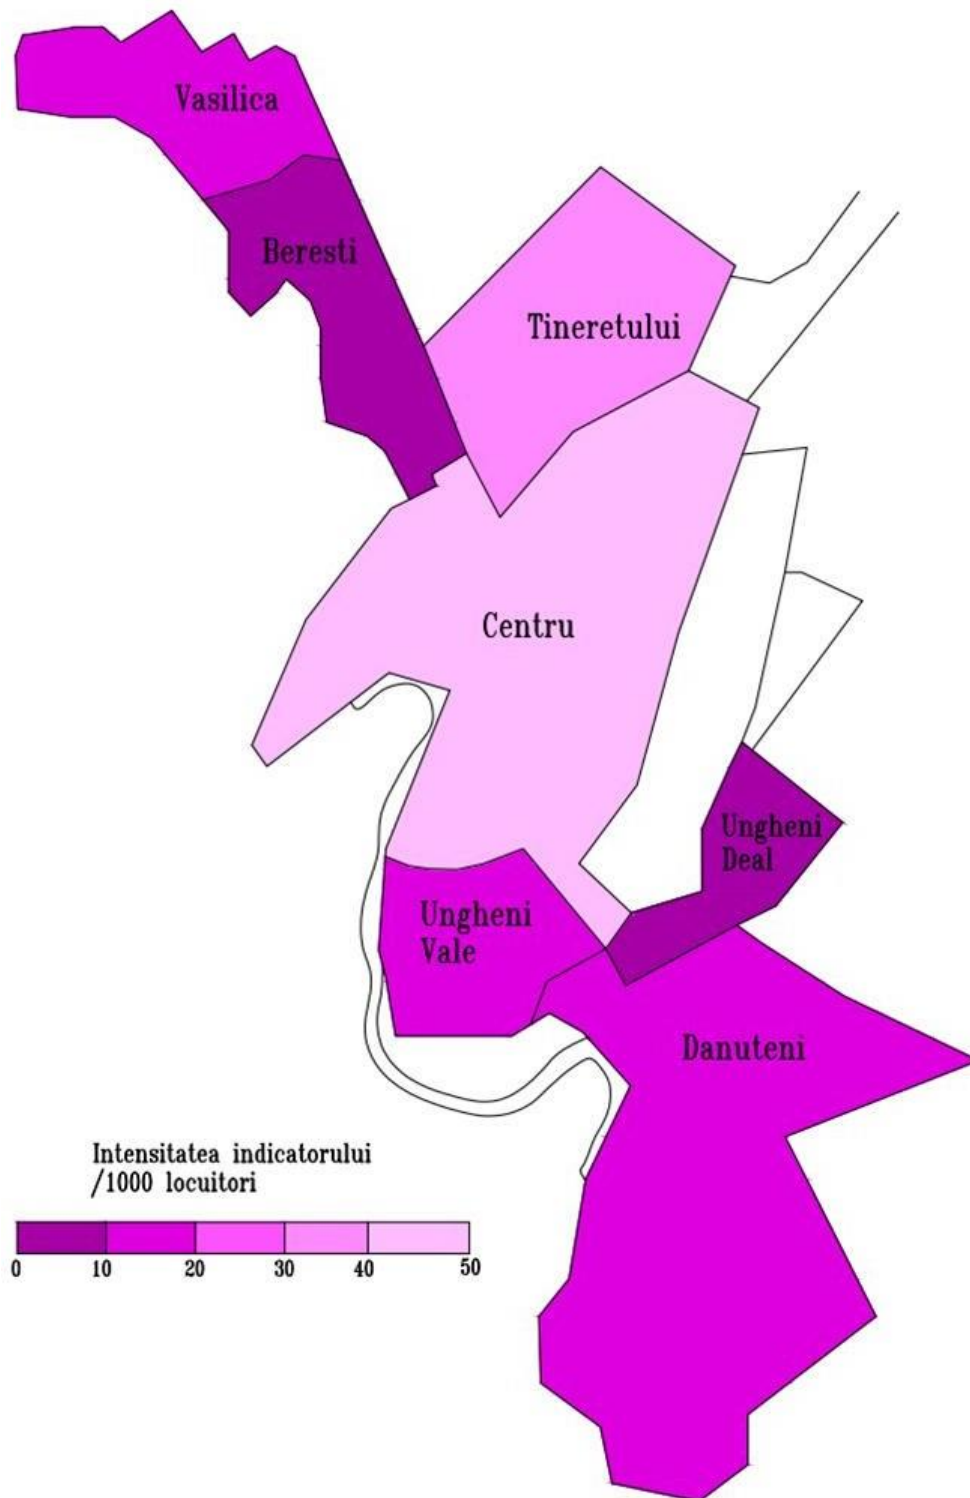 Vasilica
Beresti
Tineretului
Centru
Ungheni
Deal
Ungheni
Vale
Danuteni
Intensitatea indicatorului
/1000 locuitori
0 10 20 30 40 50